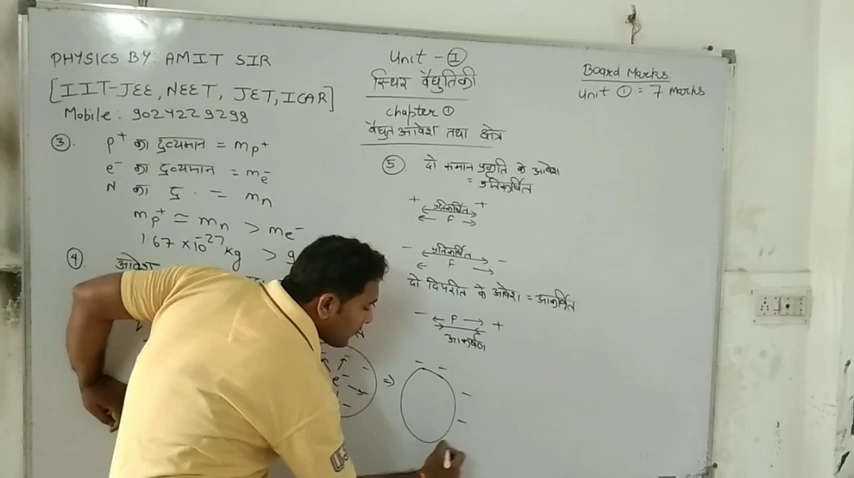 PHYSICS BY AMIT SIR
[IIT-JEE, NEET, JET, ICAR]
Mobile: 9024229298
Unit - I
स्थिर वैधुतिकी
chapter ①
वैधुत आवेश तथा क्षेत्र
Board Marks
Unit ① = 7 Marks
③ p+ का द्रव्यमान = mp+
e- का द्रव्यमान = me-
N का द्र. = mn
mp+ ≃ mn > me-
1.67 × 10-27 kg > 9
④ आवेश
e-
⇒
⑤ दो समान प्रकृति के आवेश
= प्रतिकर्षित
+ प्रतिकर्षित +
F
- प्रतिकर्षित -
F
दो विपरीत के आवेश = आकर्षित
- F +
आकर्षण
- -
-
-